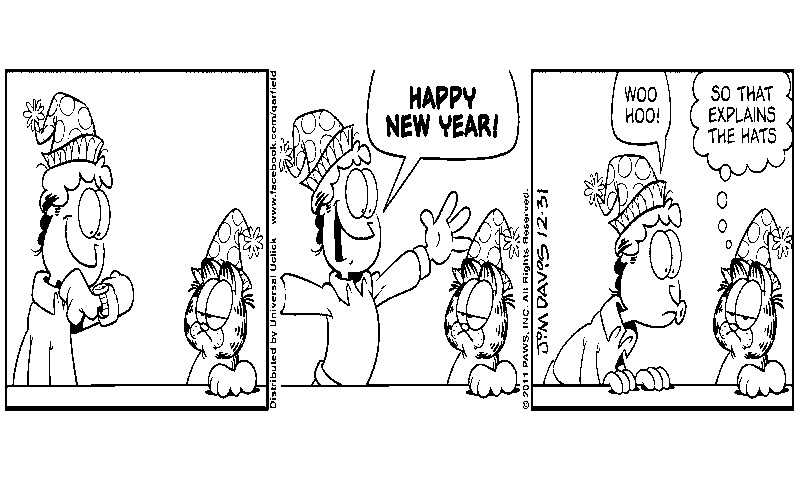 Distributed by Universal Uclick www.facebook.com/garfield
HAPPY
NEW YEAR!
© 2011 PAWS, INC. All Rights Reserved.
JIM DAVIS 12·31
WOO
HOO!
SO THAT
EXPLAINS
THE HATS